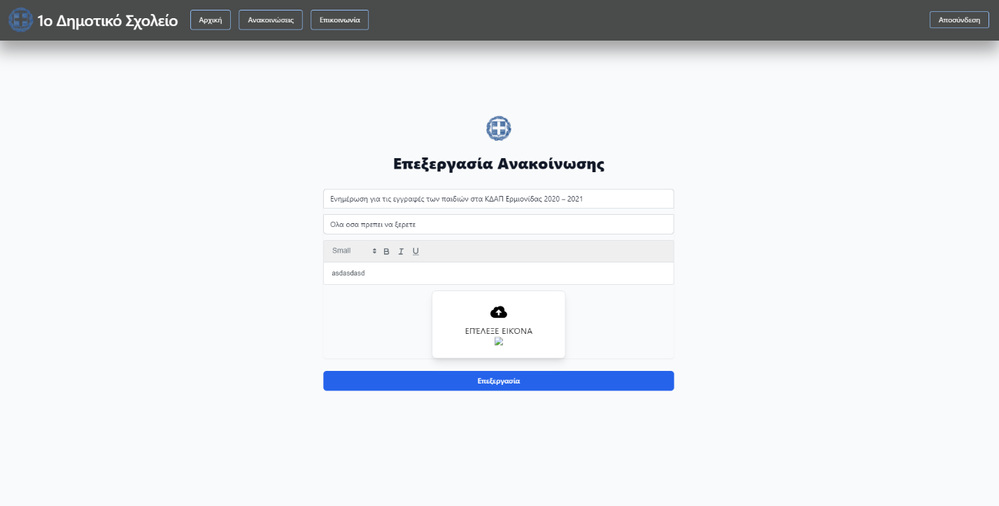 1ο Δημοτικό Σχολείο
Αρχική
Ανακοινώσεις
Επικοινωνία
Αποσύνδεση
Επεξεργασία Ανακοίνωσης
Ενημέρωση για τις εγγραφές των παιδιών στα ΚΔΑΠ Ερμιονίδας 2020 – 2021
Ολα οσα πρεπει να ξερετε
Small B I U
asdasdasd
ΕΠΈΛΕΞΕ ΕΙΚΌΝΑ
Επεξεργασία